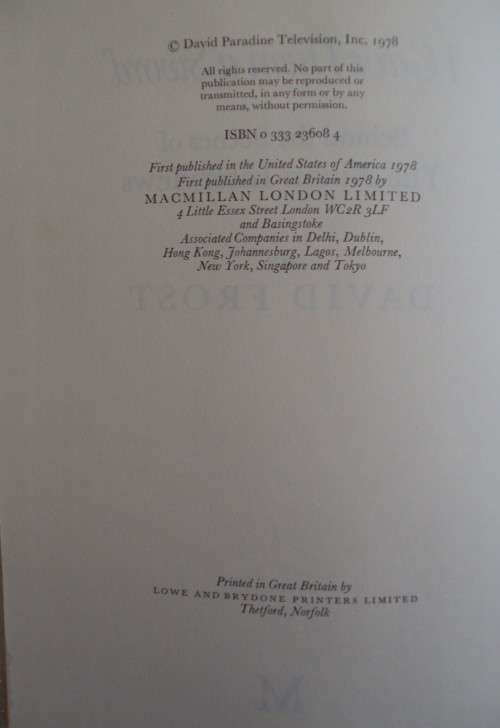 © David Paradine Television, Inc. 1978
All rights reserved. No part of this
publication may be reproduced or
transmitted, in any form or by any
means, without permission.
ISBN 0 333 23608 4
First published in the United States of America 1978
First published in Great Britain 1978 by
MACMILLAN LONDON LIMITED
4 Little Essex Street London WC2R 3LF
and Basingstoke
Associated Companies in Delhi, Dublin,
Hong Kong, Johannesburg, Lagos, Melbourne,
New York, Singapore and Tokyo
DAVID FROST
Printed in Great Britain by
LOWE AND BRYDONE PRINTERS LIMITED
Thetford, Norfolk
M